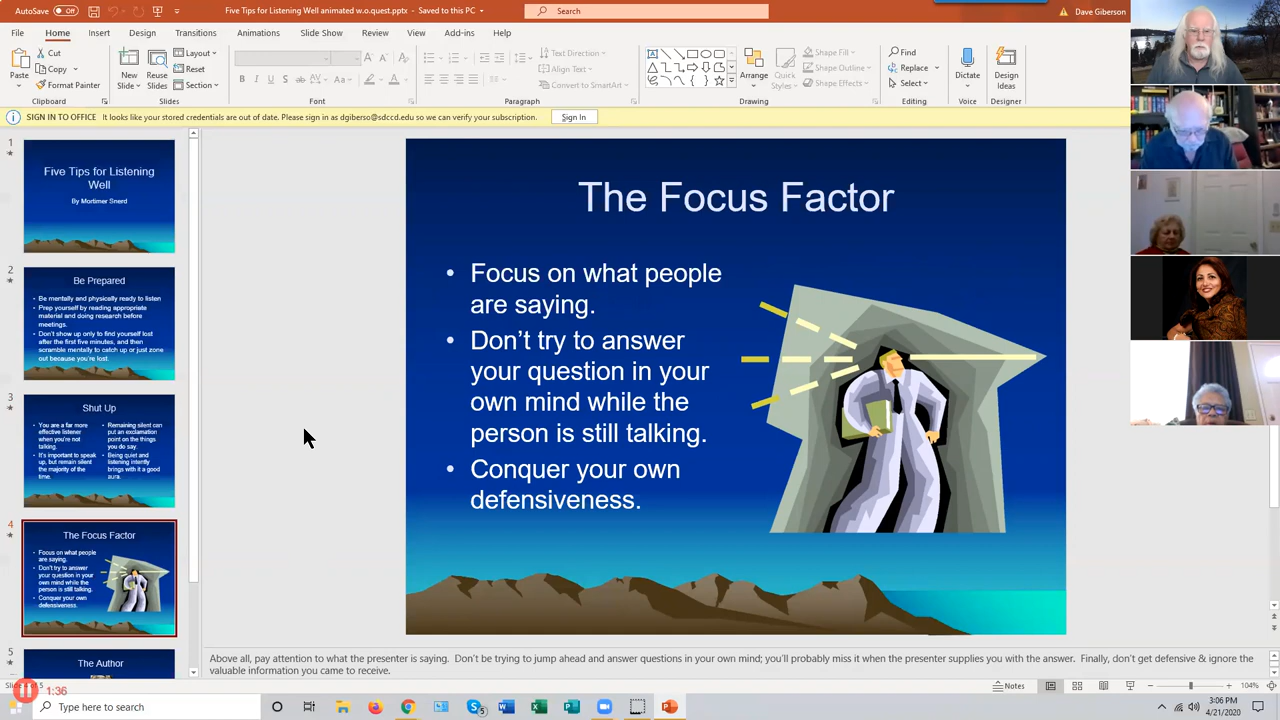 AutoSave Off
Five Tips for Listening Well animated w.o.quest.pptx - Saved to this PC
Search
Dave Giberson
File Home Insert Design Transitions Animations Slide Show Review View Add-ins Help
Paste
Cut
Copy
Format Painter
Clipboard
New Slide
Reuse Slides
Layout
Reset
Section
Slides
Font
Text Direction
Align Text
Convert to SmartArt
Paragraph
Arrange
Quick Styles
Shape Fill
Shape Outline
Shape Effects
Drawing
Find
Replace
Select
Editing
Dictate
Voice
Design Ideas
Designer
SIGN IN TO OFFICE It looks like your stored credentials are out of date. Please sign in as dgiberso@sdccd.edu so we can verify your subscription. Sign In
1
Five Tips for Listening
Well
By Mortimer Snerd
2
Be Prepared
• Be mentally and physically ready to listen
• Prep yourself by reading appropriate
material and doing research before
meetings.
• Don't show up only to find yourself lost
after the first five minutes, and then
scramble mentally to catch up or just zone
out because you're lost.
3
Shut Up
• You are a far more
effective listener
when you're not
talking.
• It's important to speak
up, but remain silent
the majority of the
time.
• Remaining silent can
put an exclamation
point on the things
you do say.
• Being quiet and
listening intently
brings with it a good
aura.
4
The Focus Factor
• Focus on what people
are saying.
• Don't try to answer
your question in your
own mind while the
person is still talking.
• Conquer your own
defensiveness.
5
The Author
The Focus Factor
• Focus on what people
are saying.
• Don't try to answer
your question in your
own mind while the
person is still talking.
• Conquer your own
defensiveness.
Above all, pay attention to what the presenter is saying. Don't be trying to jump ahead and answer questions in your own mind; you'll probably miss it when the presenter supplies you with the answer. Finally, don't get defensive & ignore the
valuable information you came to receive.
1:36
Notes
104%
Type here to search
3:06 PM
4/21/2020